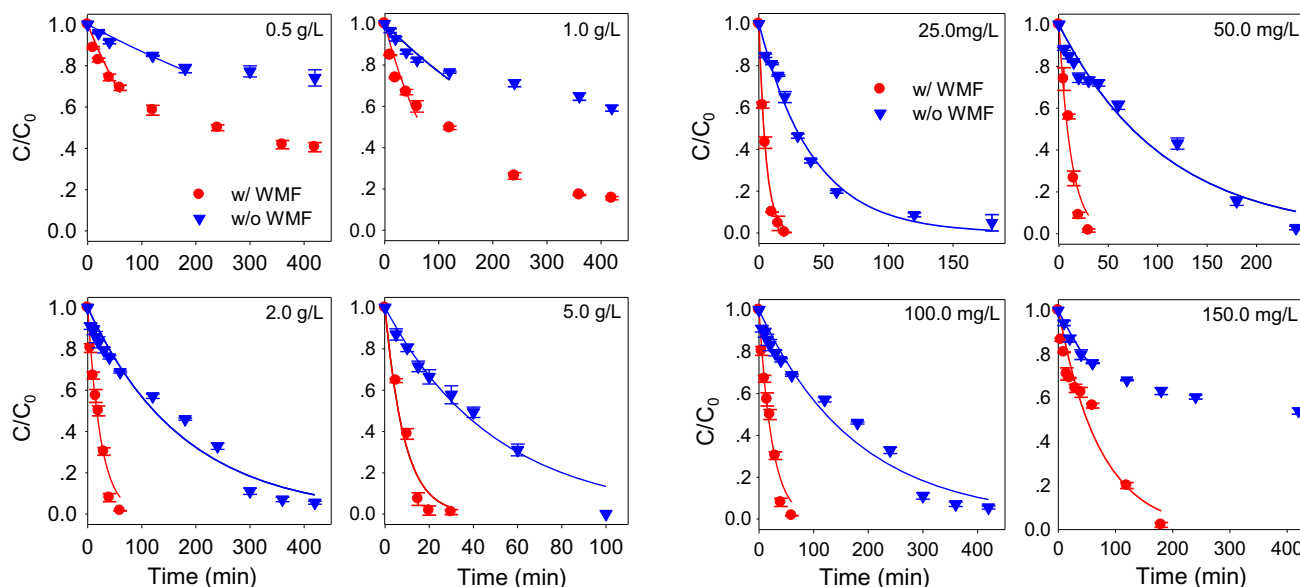 0.5 g/L
1.0
.8
.6
.4
.2
0.0
C/C0
w/ WMF
w/o WMF
0 100 200 300 400
1.0 g/L
1.0
.8
.6
.4
.2
0.0
0 100 200 300 400
25.0mg/L
1.0
.8
.6
.4
.2
0.0
C/C0
w/ WMF
w/o WMF
0 50 100 150
50.0 mg/L
1.0
.8
.6
.4
.2
0.0
0 50 100 150 200
2.0 g/L
1.0
.8
.6
.4
.2
0.0
C/C0
0 100 200 300 400
Time (min)
5.0 g/L
1.0
.8
.6
.4
.2
0.0
0 20 40 60 80 100
Time (min)
100.0 mg/L
1.0
.8
.6
.4
.2
0.0
C/C0
0 100 200 300 400
Time (min)
150.0 mg/L
1.0
.8
.6
.4
.2
0.0
0 100 200 300 400
Time (min)